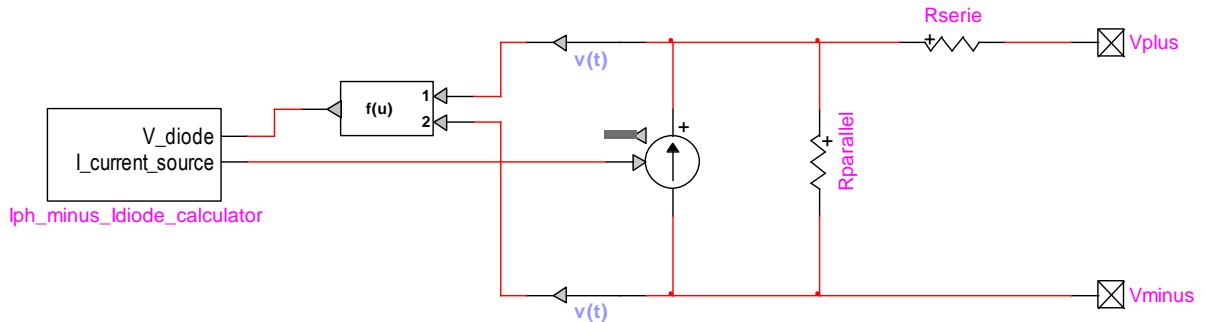 Rserie
+
Vplus
v(t)
f(u)
1
2
V_diode
I_current_source
Iph_minus_Idiode_calculator
+
+
Rparallel
v(t)
Vminus